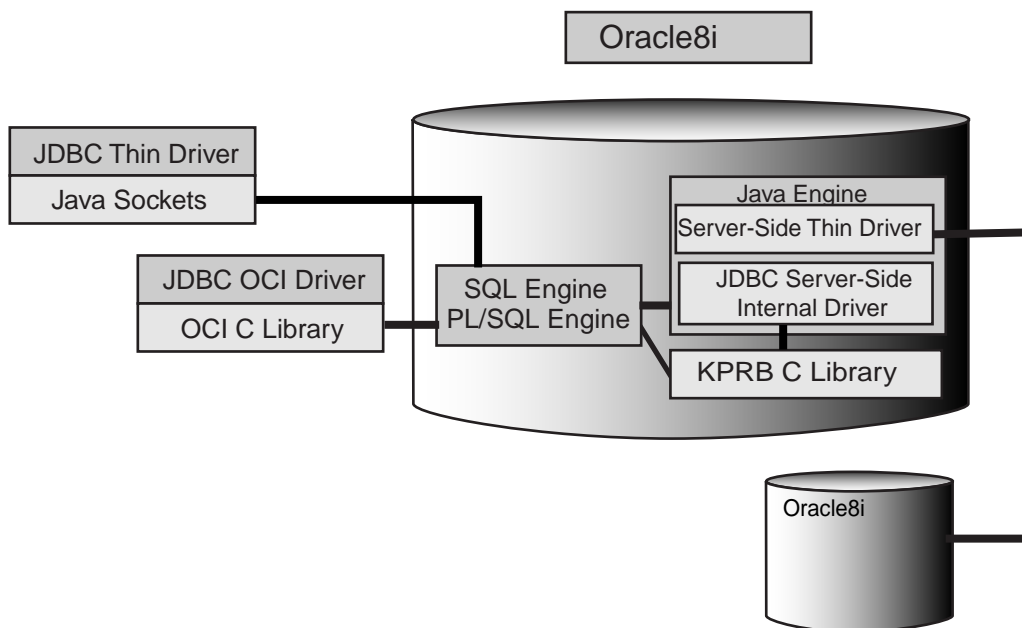 Oracle8i
JDBC Thin Driver
Java Sockets
JDBC OCI Driver
OCI C Library
SQL Engine
PL/SQL Engine
Java Engine
Server-Side Thin Driver
JDBC Server-Side
Internal Driver
KPRB C Library
Oracle8i